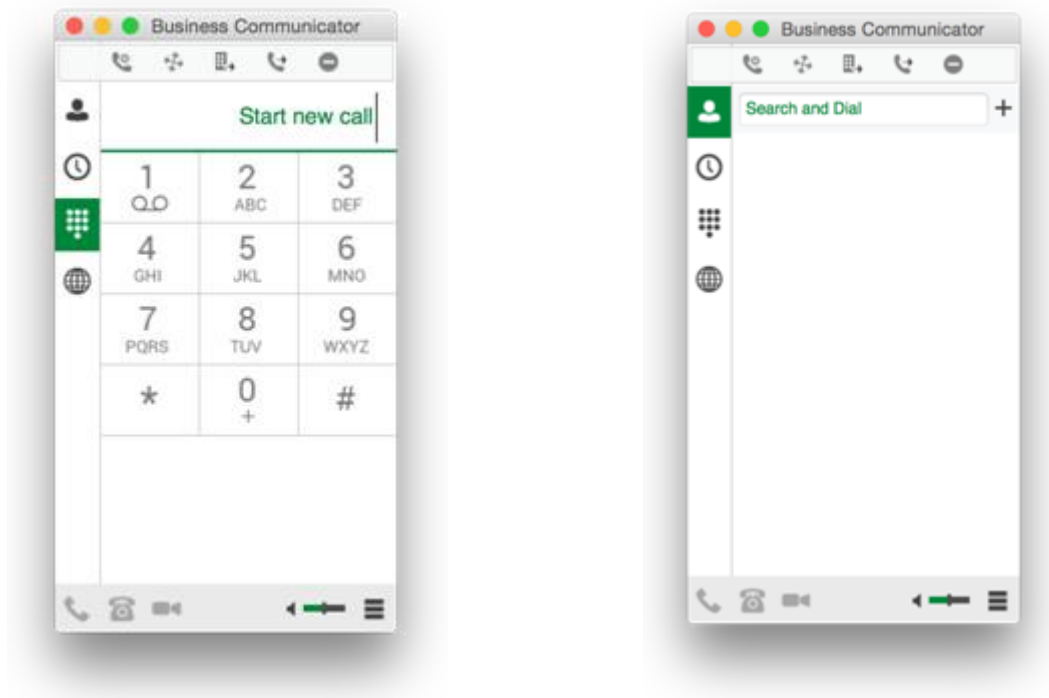 Business Communicator
Start new call
1 2 3
ABC DEF
4 5 6
GHI JKL MNO
7 8 9
PQRS TUV WXYZ
* 0 #
+
Business Communicator
Search and Dial
+